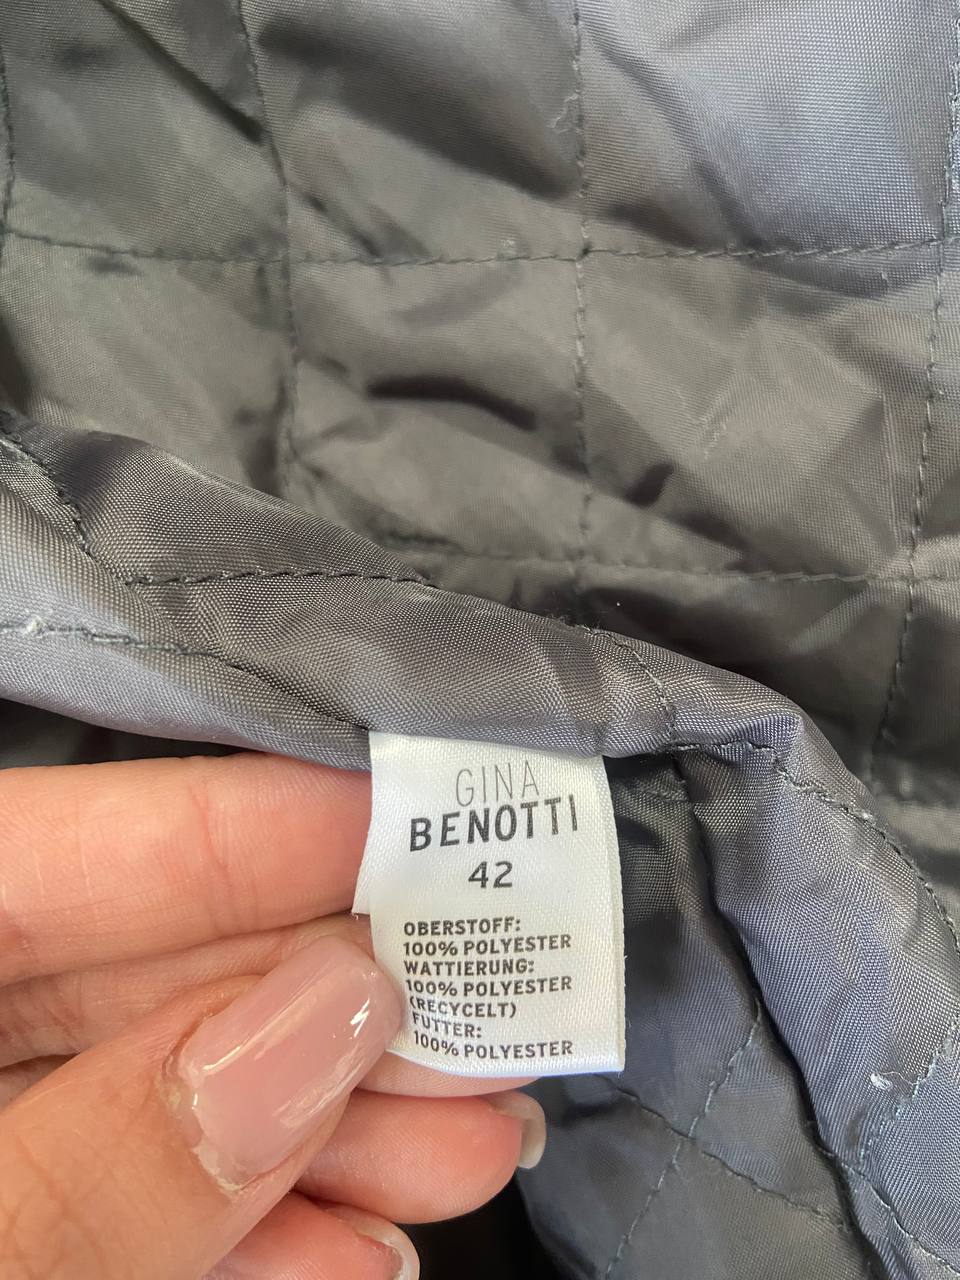 GINA
BENOTTI
42
OBERSTOFF:
100% POLYESTER
WATTIERUNG:
100% POLYESTER
(RECYCELT)
FUTTER:
100% POLYESTER